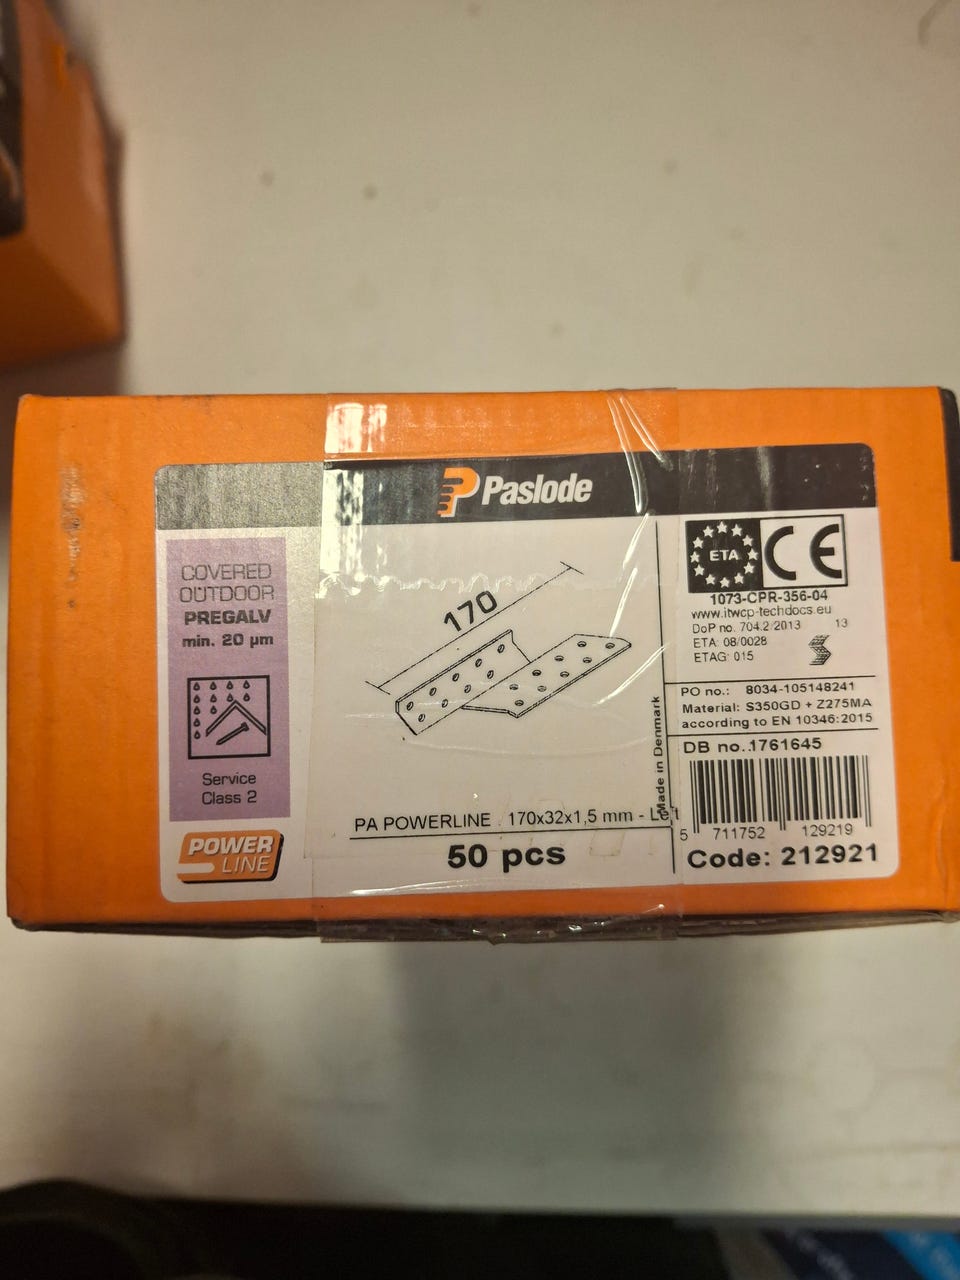 Paslode
COVERED
OUTDOOR
PREGALV
min. 20 µm
Service
Class 2
POWER
LINE
170
PA POWERLINE 170x32x1,5 mm - Left
50 pcs
Made in Denmark
ETA CE
1073-CPR-356-04
www.itwcp-techdocs.eu
DoP no. 704.2/2013 13
ETA: 08/0028
ETAG: 015
PO no.: 8034-105148241
Material: S350GD + Z275MA
according to EN 10346:2015
DB no.:1761645
5 711752 129219
Code: 212921